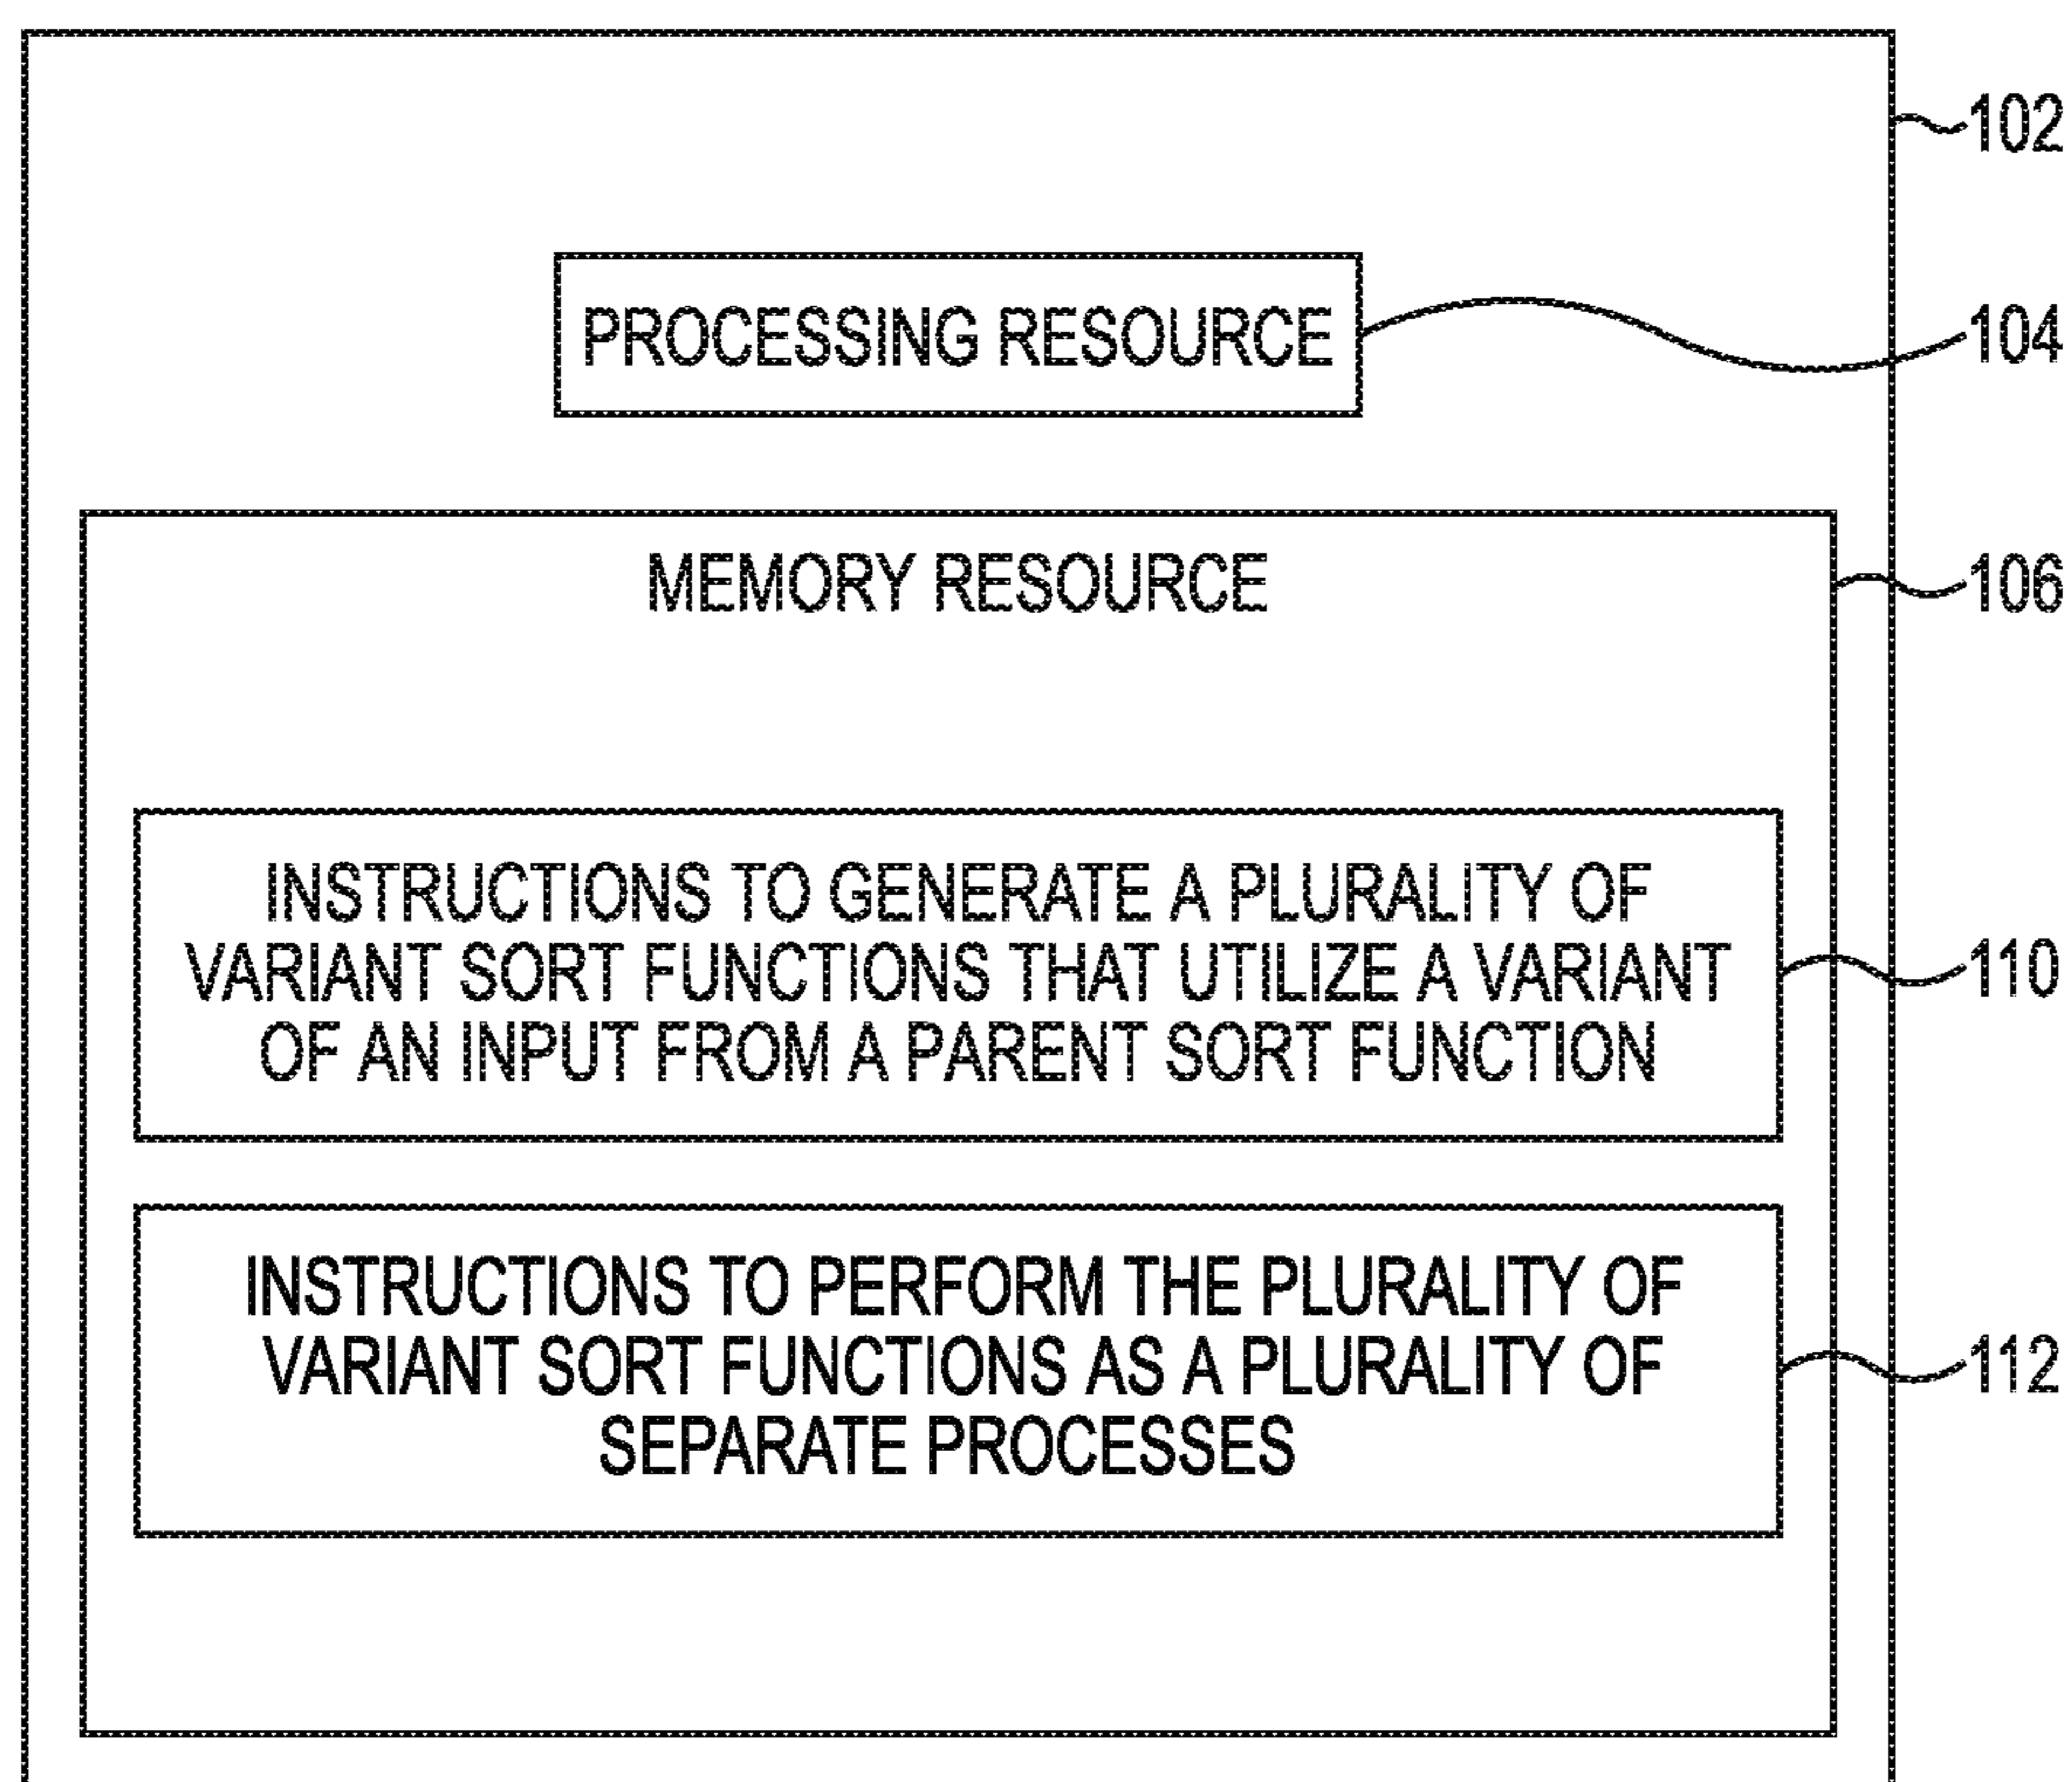 102
PROCESSING RESOURCE
104
MEMORY RESOURCE
106
INSTRUCTIONS TO GENERATE A PLURALITY OF
VARIANT SORT FUNCTIONS THAT UTILIZE A VARIANT
OF AN INPUT FROM A PARENT SORT FUNCTION
110
INSTRUCTIONS TO PERFORM THE PLURALITY OF
VARIANT SORT FUNCTIONS AS A PLURALITY OF
SEPARATE PROCESSES
112